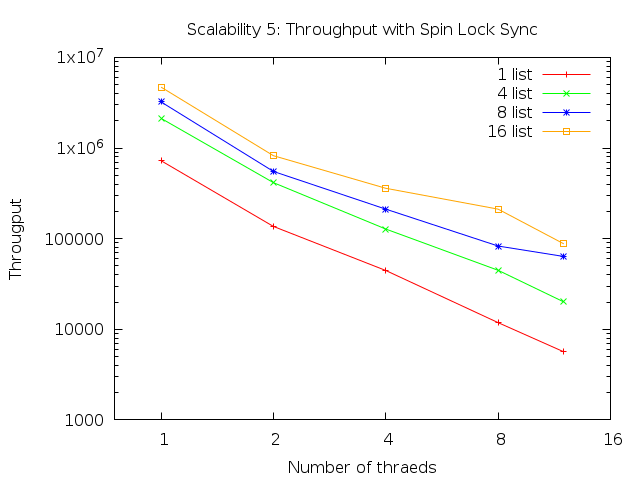 Scalability 5: Throughput with Spin Lock Sync
1x10^7
1x10^6
100000
10000
1000
Througput
1 list
4 list
8 list
16 list
1 2 4 8 16
Number of thraeds